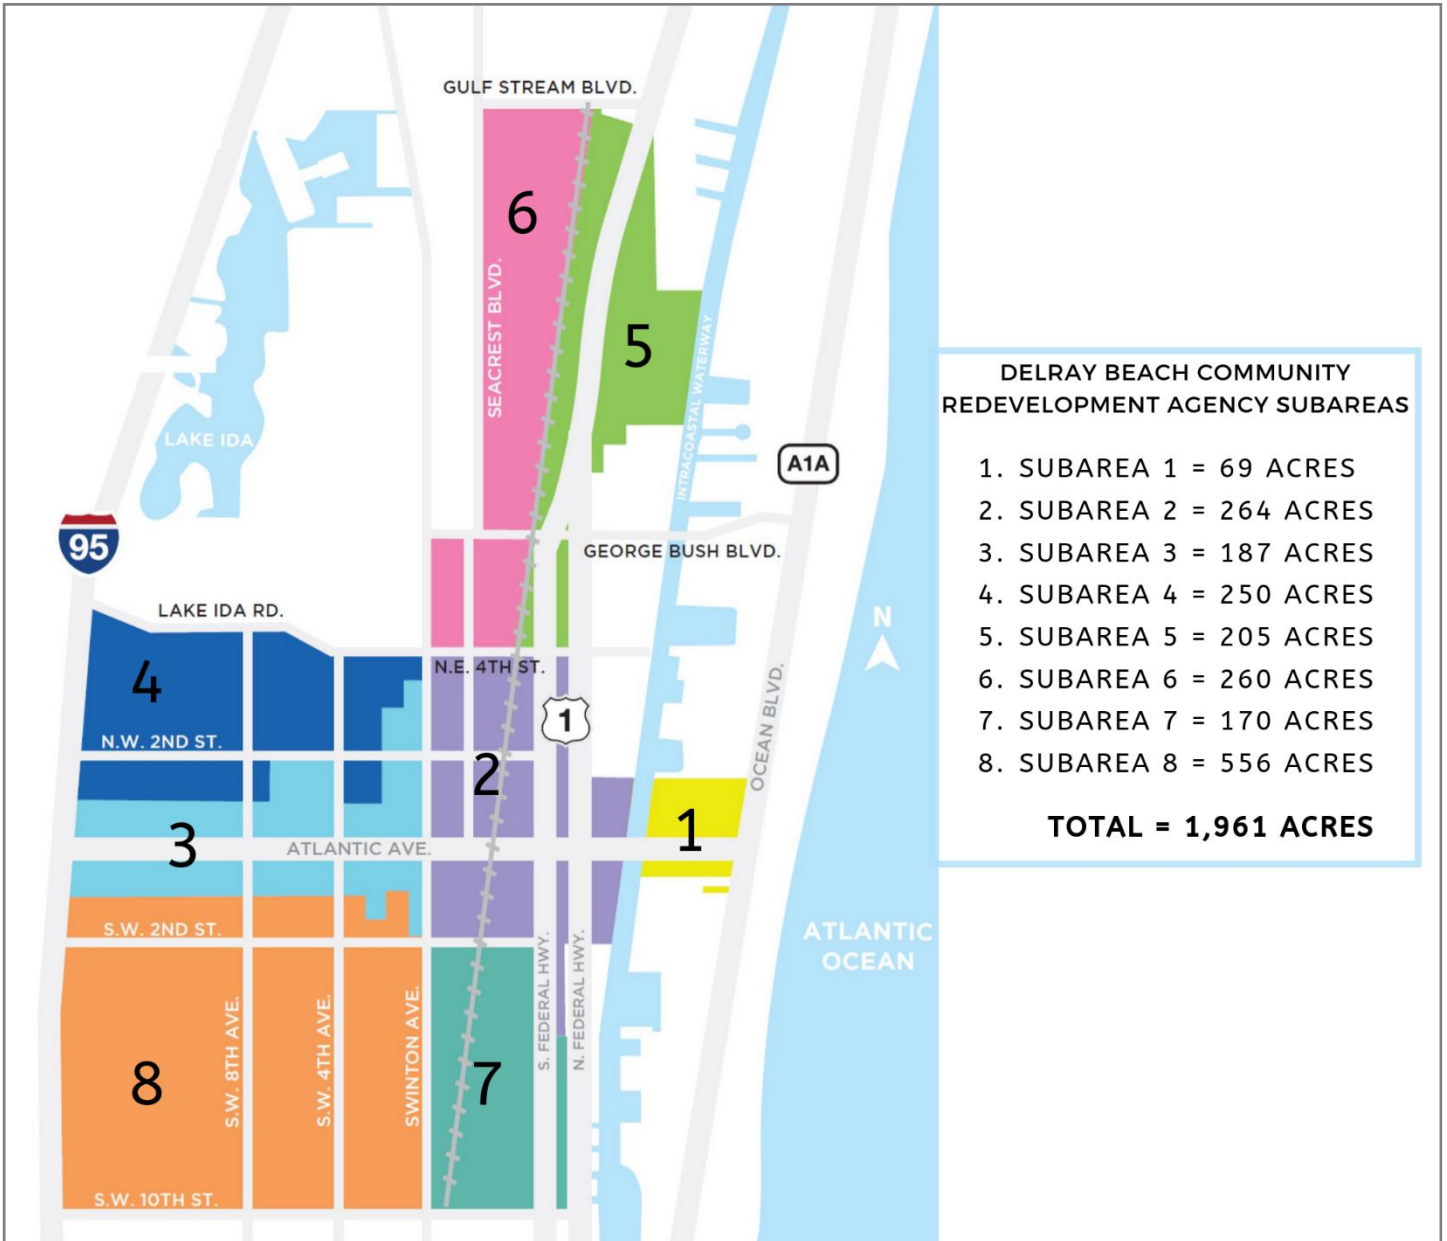 GULF STREAM BLVD.
6
SEACREST BLVD.
5
INTRACOASTAL WATERWAY
LAKE IDA
A1A
95
GEORGE BUSH BLVD.
LAKE IDA RD.
N
4
N.E. 4TH ST.
1
N.W. 2ND ST.
OCEAN BLVD.
2
3
1
ATLANTIC AVE.
S.W. 2ND ST.
ATLANTIC
OCEAN
S. FEDERAL HWY.
N. FEDERAL HWY.
S.W. 8TH AVE.
S.W. 4TH AVE.
SWINTON AVE.
8
7
S.W. 10TH ST.
DELRAY BEACH COMMUNITY
REDEVELOPMENT AGENCY SUBAREAS
1. SUBAREA 1 = 69 ACRES
2. SUBAREA 2 = 264 ACRES
3. SUBAREA 3 = 187 ACRES
4. SUBAREA 4 = 250 ACRES
5. SUBAREA 5 = 205 ACRES
6. SUBAREA 6 = 260 ACRES
7. SUBAREA 7 = 170 ACRES
8. SUBAREA 8 = 556 ACRES
TOTAL = 1,961 ACRES